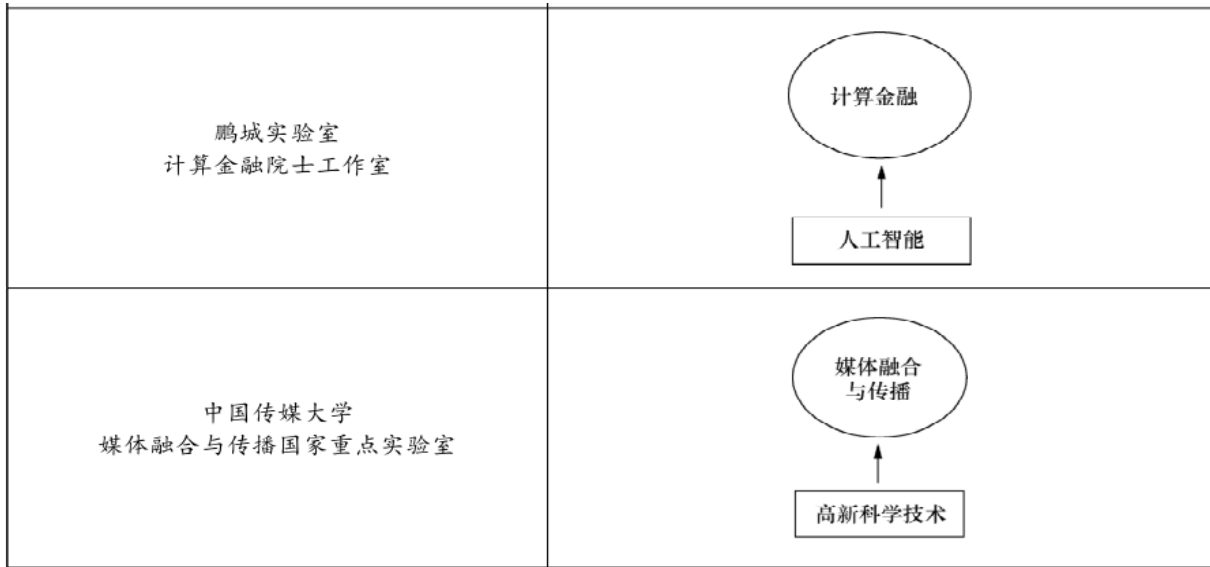 鹏城实验室
计算金融院士工作室
计算金融
人工智能
中国传媒大学
媒体融合与传播国家重点实验室
媒体融合
与传播
高新科学技术